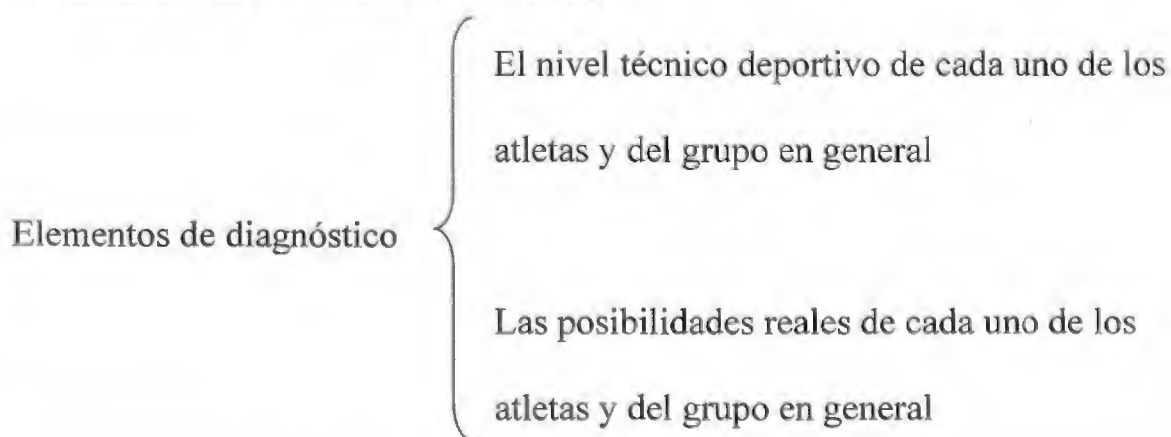 El nivel técnico deportivo de cada uno de los
atletas y del grupo en general
Elementos de diagnóstico
Las posibilidades reales de cada uno de los
atletas y del grupo en general